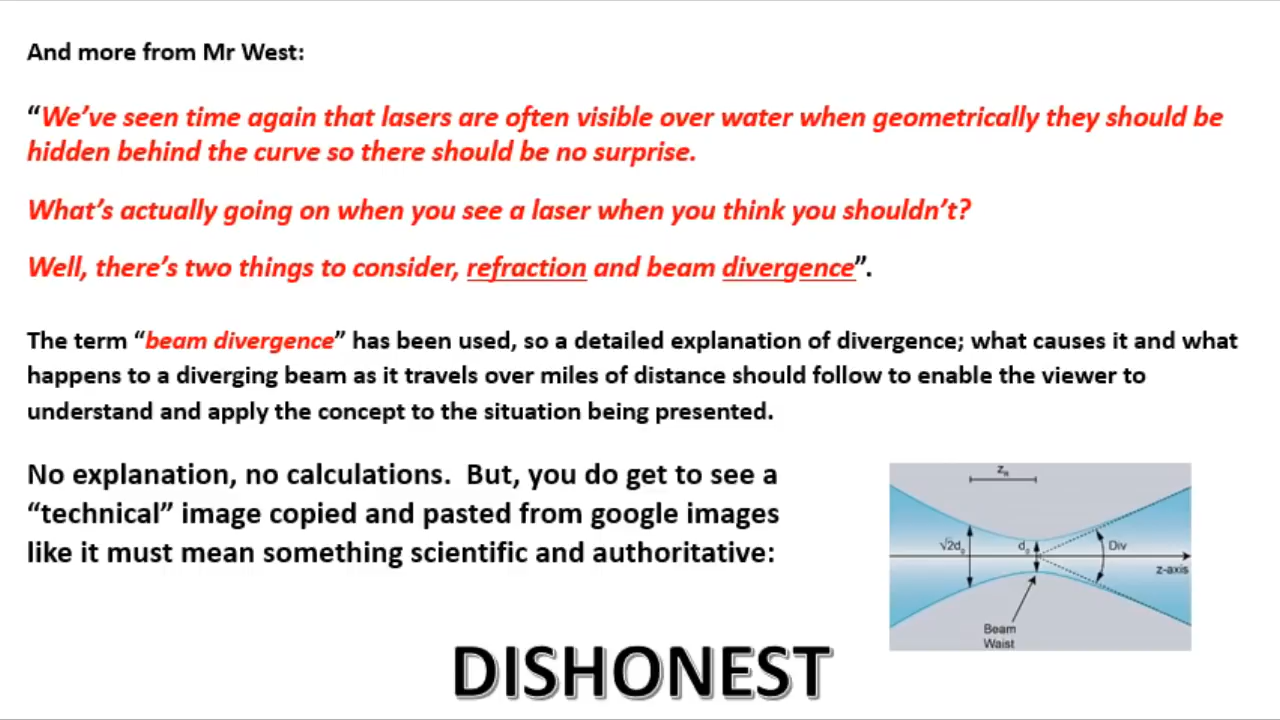 And more from Mr West:
“We’ve seen time again that lasers are often visible over water when geometrically they should be
hidden behind the curve so there should be no surprise.
What’s actually going on when you see a laser when you think you shouldn’t?
Well, there’s two things to consider, refraction and beam divergence”.
The term “beam divergence” has been used, so a detailed explanation of divergence; what causes it and what
happens to a diverging beam as it travels over miles of distance should follow to enable the viewer to
understand and apply the concept to the situation being presented.
No explanation, no calculations.  But, you do get to see a
“technical” image copied and pasted from google images
like it must mean something scientific and authoritative:
√2d₀
d₀
Div
z-axis
Beam
Waist
DISHONEST